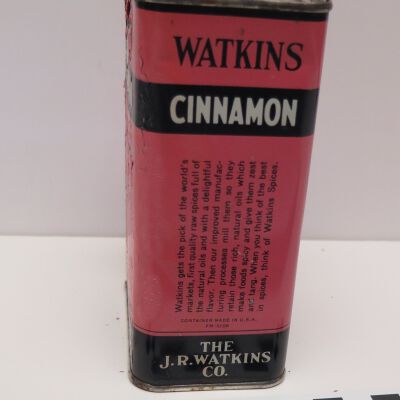 WATKINS
CINNAMON
Watkins gets the pick of the world's
markets, first quality raw spices full of
the natural oils and with a delightful
flavor. Then our improved manufac-
turing processes mill them so they
retain those rich, natural oils which
make foods spicy and give them zest
and tang. When you think of the best
in spices, think of Watkins Spices.
CONTAINER MADE IN U.S.A.
THE
J.R.WATKINS
CO.